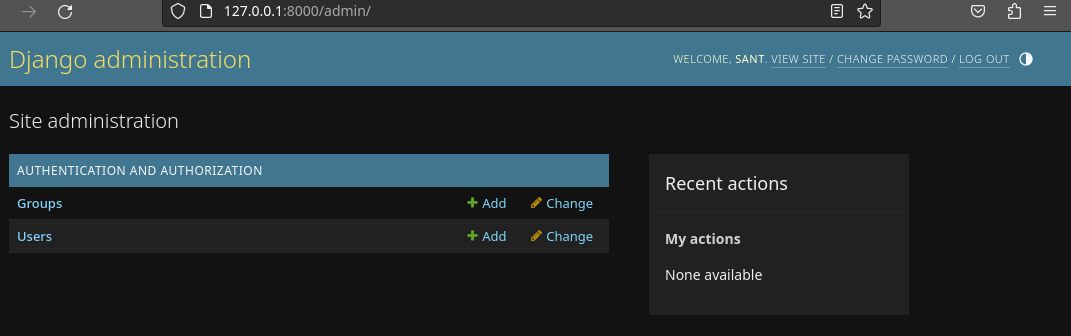 127.0.0.1:8000/admin/
Django administration
WELCOME, SANT. VIEW SITE / CHANGE PASSWORD / LOG OUT
Site administration
AUTHENTICATION AND AUTHORIZATION
Groups Add Change
Users Add Change
Recent actions
My actions
None available